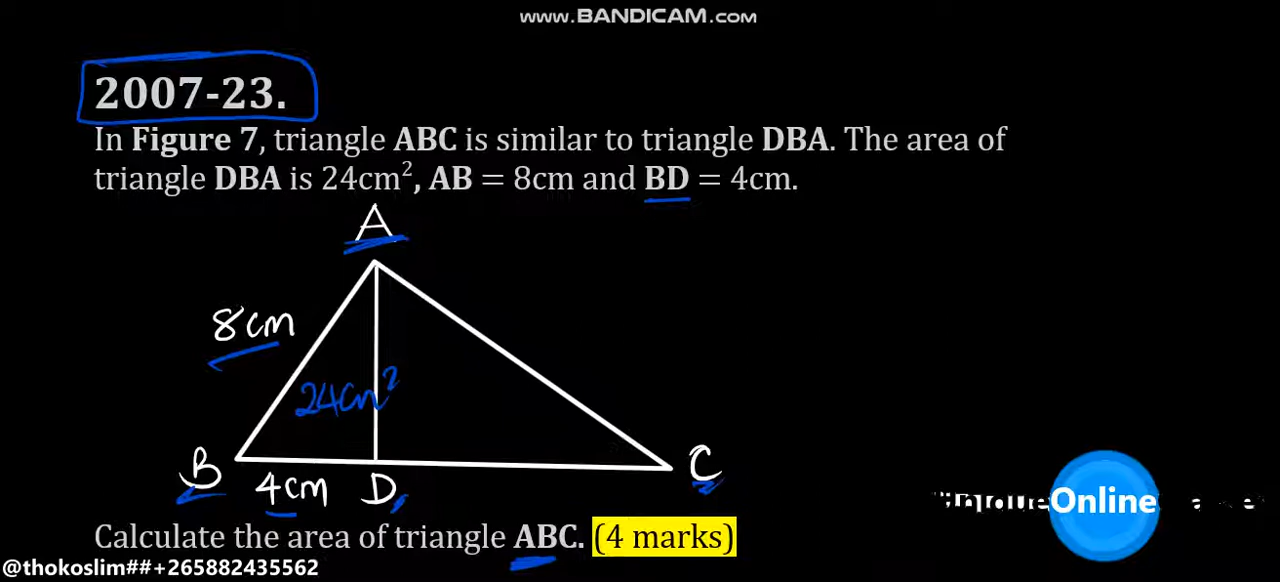 www.BANDICAM.com
2007-23.
In Figure 7, triangle ABC is similar to triangle DBA. The area of
triangle DBA is 24cm², AB = 8cm and BD = 4cm.
A
8cm
24cm²
B
4cm
D
C
Online
Calculate the area of triangle ABC. (4 marks)
@thokoslim##+265882435562